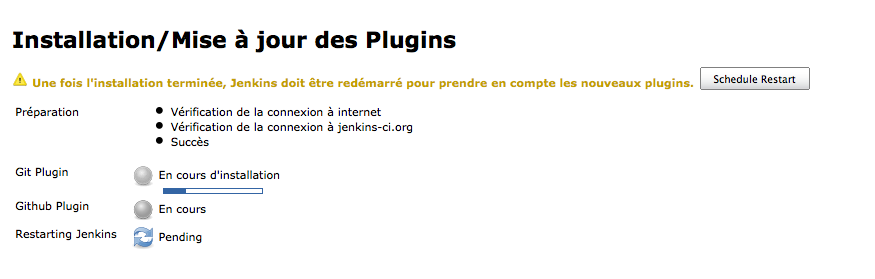 Installation/Mise à jour des Plugins
Une fois l'installation terminée, Jenkins doit être redémarré pour prendre en compte les nouveaux plugins. Schedule Restart
Préparation
Vérification de la connexion à internet
Vérification de la connexion à jenkins-ci.org
Succès
Git Plugin En cours d'installation
Github Plugin En cours
Restarting Jenkins Pending